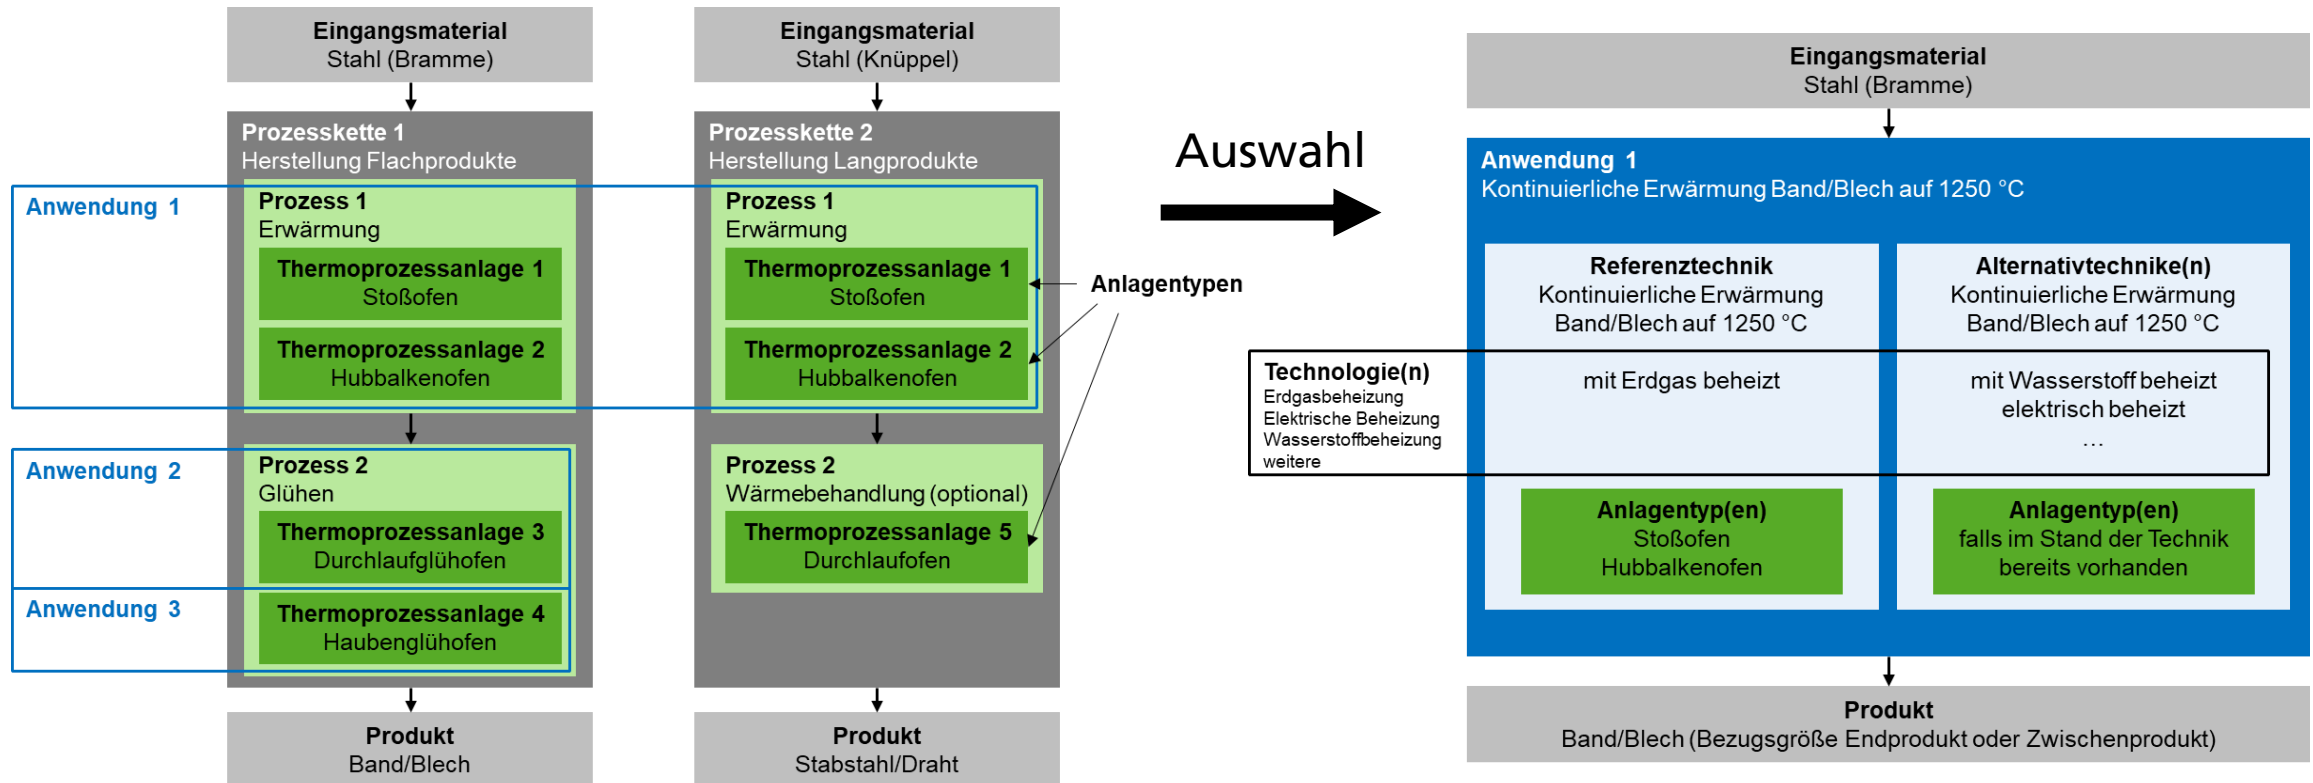 Eingangsmaterial
Stahl (Bramme)
Prozesskette 1
Herstellung Flachprodukte
Anwendung 1
Prozess 1
Erwärmung
Thermoprozessanlage 1
Stoßofen
Thermoprozessanlage 2
Hubbalkenofen
Anwendung 2
Prozess 2
Glühen
Thermoprozessanlage 3
Durchlaufglühofen
Anwendung 3
Thermoprozessanlage 4
Haubenglühofen
Produkt
Band/Blech
Eingangsmaterial
Stahl (Knüppel)
Prozesskette 2
Herstellung Langprodukte
Prozess 1
Erwärmung
Thermoprozessanlage 1
Stoßofen
Thermoprozessanlage 2
Hubbalkenofen
Prozess 2
Wärmebehandlung (optional)
Thermoprozessanlage 5
Durchlaufofen
Produkt
Stabstahl/Draht
Anlagentypen
Auswahl
Eingangsmaterial
Stahl (Bramme)
Anwendung 1
Kontinuierliche Erwärmung Band/Blech auf 1250 °C
Referenztechnik
Kontinuierliche Erwärmung
Band/Blech auf 1250 °C
mit Erdgas beheizt
Anlagentyp(en)
Stoßofen
Hubbalkenofen
Alternativtechnike(n)
Kontinuierliche Erwärmung
Band/Blech auf 1250 °C
mit Wasserstoff beheizt
elektrisch beheizt
…
Anlagentyp(en)
falls im Stand der Technik
bereits vorhanden
Technologie(n)
Erdgasbeheizung
Elektrische Beheizung
Wasserstoffbeheizung
weitere
Produkt
Band/Blech (Bezugsgröße Endprodukt oder Zwischenprodukt)